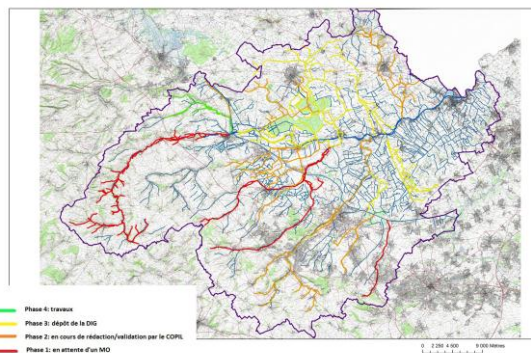 Phase 4: travaux
Phase 3: dépôt de la DIG
Phase 2: en cours de rédaction/validation par le COPIL
Phase 1: en attente d'un MO
0 2 250 4 500 9 000 Mètres